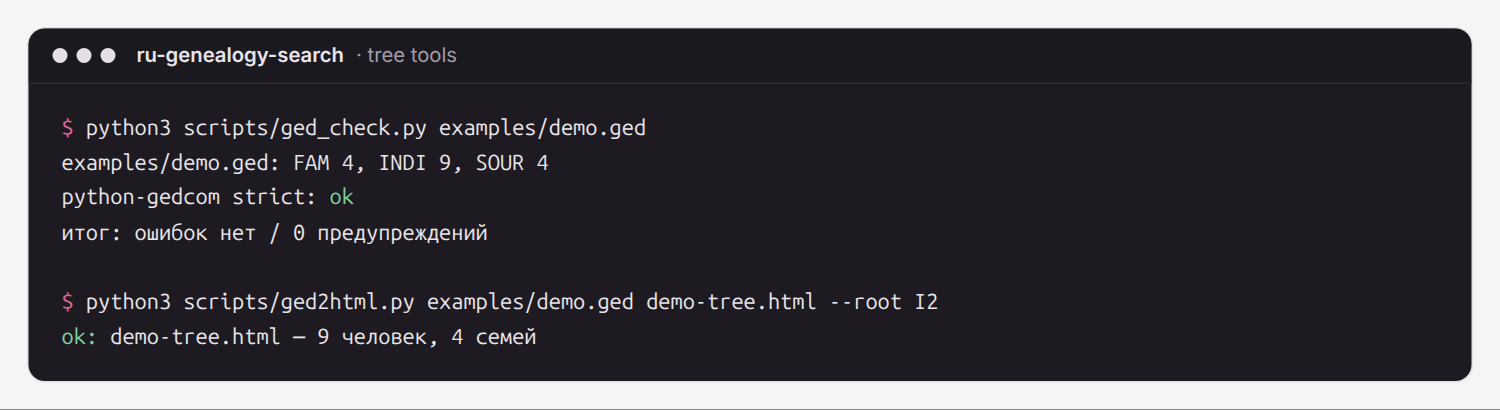 ru-genealogy-search · tree tools
$ python3 scripts/ged_check.py examples/demo.ged
examples/demo.ged: FAM 4, INDI 9, SOUR 4
python-gedcom strict: ok
итог: ошибок нет / 0 предупреждений
$ python3 scripts/ged2html.py examples/demo.ged demo-tree.html --root I2
ok: demo-tree.html — 9 человек, 4 семей